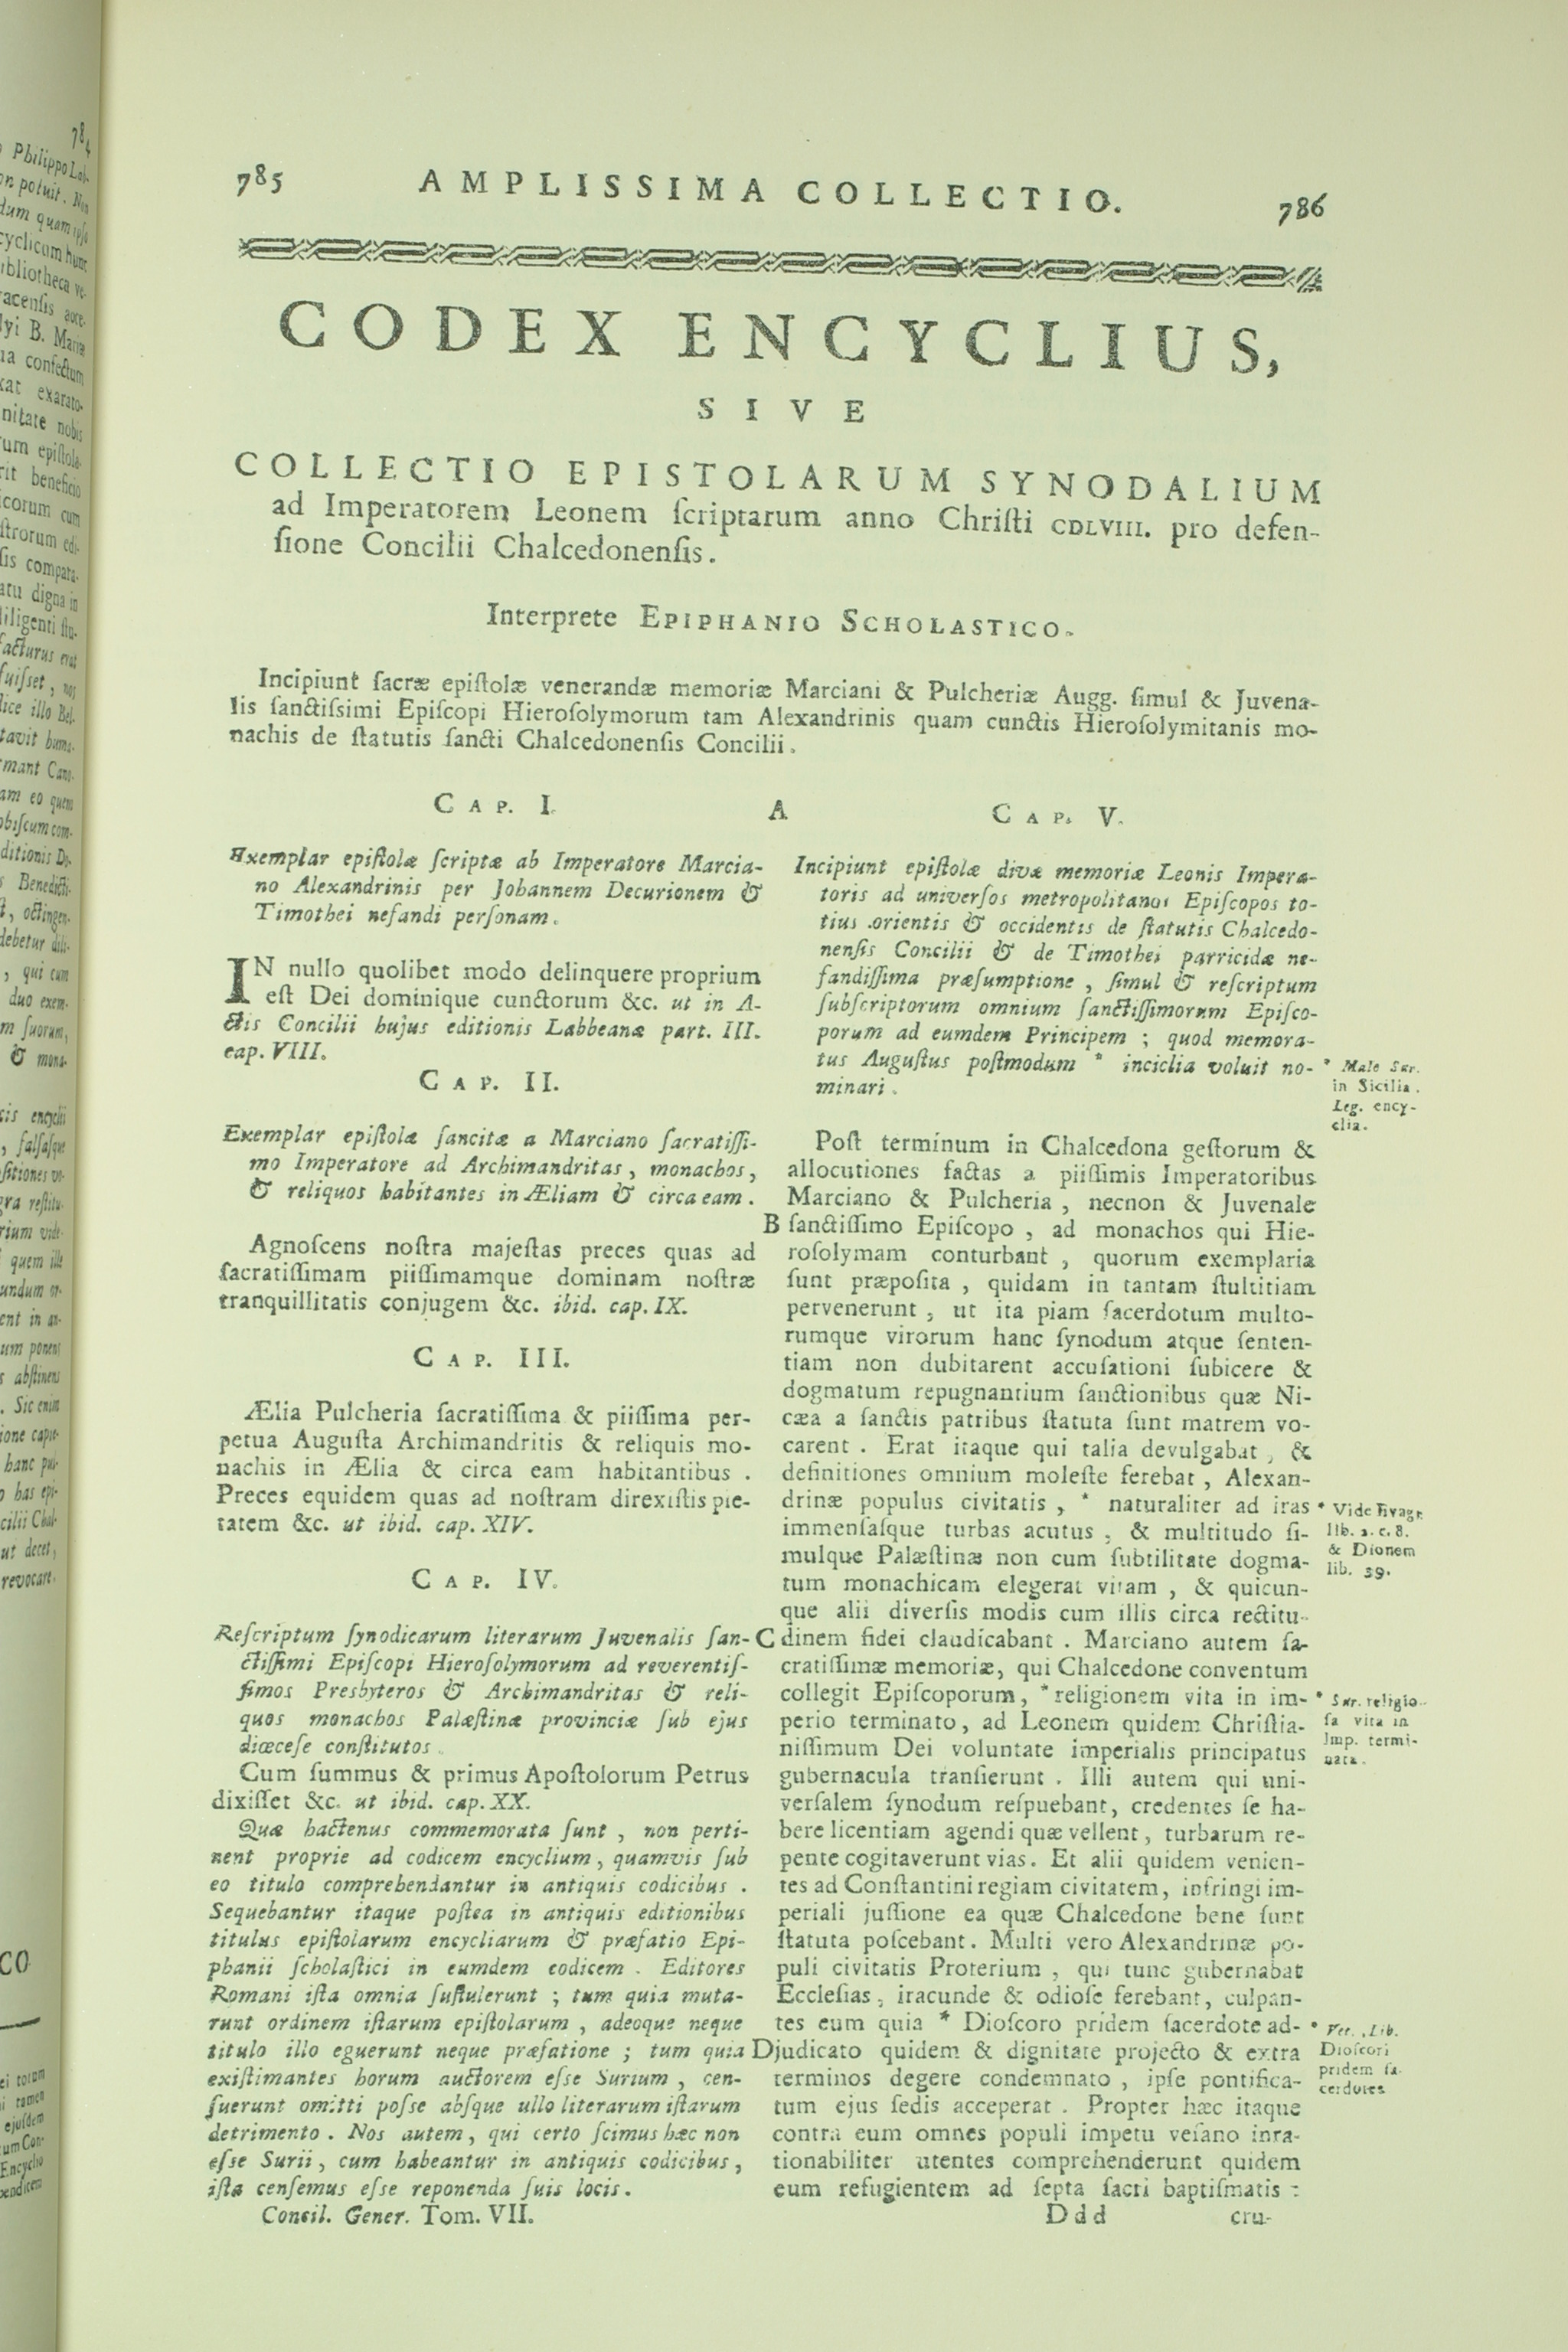 785 AMPLISSIMA COLLECTIO. 786
CODEX ENCYCLIUS,
SIVE
COLLECTIO EPISTOLARUM SYNODALIUM
ad Imperatorem Leonem ſcriptarum anno Chriſti CDLVIII. pro defen-
ſione Concilii Chalcedonenſis.
Interprete EPIPHANIO SCHOLASTICO.
Incipiunt ſacræ epiſtolæ venerandæ memoriæ Marciani & Pulcheriæ Augg. ſimul & Juvena-
lis ſanctiſsimi Epiſcopi Hieroſolymorum tam Alexandrinis quam cunctis Hieroſolymitanis mo-
nachis de ſtatutis ſancti Chalcedonenſis Concilii.
CAP. I.
Exemplar epiſtolæ ſcriptæ ab Imperatore Marcia-
no Alexandrinis per Johannem Decurionem &
Timothei nefandi perſonam.
IN nullo quolibet modo delinquere proprium
eſt Dei dominique cunctorum &c. ut in A-
ctis Concilii hujus editionis Labbeanæ part. III.
cap. VIII.
CAP. II.
Exemplar epiſtolæ ſancitæ a Marciano ſacratiſſi-
mo Imperatore ad Archimandritas, monachos,
& reliquos habitantes in Æliam & circa eam.
Agnoſcens noſtra majeſtas preces quas ad
ſacratiſſimam piiſſimamque dominam noſtræ
tranquillitatis conjugem &c. ibid. cap. IX.
CAP. III.
Ælia Pulcheria ſacratiſſima & piiſſima per-
petua Auguſta Archimandritis & reliquis mo-
nachis in Ælia & circa eam habitantibus.
Preces equidem quas ad noſtram direxiſtis pie-
tatem &c. ut ibid. cap. XIV.
CAP. IV.
Reſcriptum ſynodicarum literarum Juvenalis ſan-
ctiſſimi Epiſcopi Hieroſolymorum ad reverentiſ-
ſimos Presbyteros & Archimandritas & reli-
quos monachos Palæſtinæ provinciæ ſub ejus
diœceſe conſtitutos.
Cum ſummus & primus Apoſtolorum Petrus
dixiſſet &c. ut ibid. cap. XX.
Quæ hactenus commemorata ſunt, non perti-
nent proprie ad codicem encyclium, quamvis ſub
eo titulo comprehendantur in antiquis codicibus.
Sequebantur itaque poſtea in antiquis editionibus
titulus epiſtolarum encycliarum & præfatio Epi-
phanii ſcholaſtici in eumdem codicem. Editores
Romani iſta omnia ſuſtulerunt; tum quia muta-
runt ordinem iſtarum epiſtolarum, adeoque neque
titulo illo eguerunt neque præfatione; tum quia
exiſtimantes horum auctorem eſſe Surium, cen-
ſuerunt omitti poſſe abſque ullo literarum iſtarum
detrimento. Nos autem, qui certo ſcimus hæc non
eſſe Surii, cum habeantur in antiquis codicibus,
iſta cenſemus eſſe reponenda ſuis locis.
Concil. Gener. Tom. VII.
A
B
C
D
CAP. V.
Incipiunt epiſtolæ divæ memoriæ Leonis Impera-
toris ad univerſos metropolitanos Epiſcopos to-
tius orientis & occidentis de ſtatutis Chalcedo-
nenſis Concilii & de Timothei parricidæ ne-
fandiſſima præſumptione, ſimul & reſcriptum
ſubſcriptorum omnium ſanctiſſimorum Epiſco-
porum ad eumdem Principem; quod memora-
tus Auguſtus poſtmodum * inciclia voluit no-
minari.
Poſt terminum in Chalcedona geſtorum &
allocutiones factas a piiſſimis Imperatoribus
Marciano & Pulcheria, necnon & Juvenale
ſanctiſſimo Epiſcopo, ad monachos qui Hie-
roſolymam conturbant, quorum exemplaria
ſunt præpoſita, quidam in tantam ſtultitiam
pervenerunt, ut ita piam ſacerdotum multo-
rumque virorum hanc ſynodum atque ſenten-
tiam non dubitarent accuſationi ſubicere &
dogmatum repugnantium ſanctionibus quæ Ni-
cæa a ſanctis patribus ſtatuta ſunt matrem vo-
carent. Erat itaque qui talia devulgabat, &
definitiones omnium moleſte ferebat, Alexan-
drinæ populus civitatis, * naturaliter ad iras
immenſaſque turbas acutus, & multitudo ſi-
mulque Palæſtinæ non cum ſubtilitate dogma-
tum monachicam elegerat vitam, & quicun-
que alii diverſis modis cum illis circa rectitu-
dinem fidei claudicabant. Marciano autem ſa-
cratiſſimæ memoriæ, qui Chalcedone conventum
collegit Epiſcoporum, * religionem vita in im-
perio terminato, ad Leonem quidem Chriſtia-
niſſimum Dei voluntate imperialis principatus
gubernacula tranſierunt. Illi autem qui uni-
verſalem ſynodum reſpuebant, credentes ſe ha-
bere licentiam agendi quæ vellent, turbarum re-
pente cogitaverunt vias. Et alii quidem venien-
tes ad Conſtantini regiam civitatem, infringi im-
periali juſſione ea quæ Chalcedone bene ſunt
ſtatuta poſcebant. Multi vero Alexandrinæ po-
puli civitatis Proterium, qui tunc gubernabat
Eccleſias, iracunde & odioſe ferebant, culpan-
tes eum quia * Dioſcoro pridem ſacerdote ad-
judicato quidem & dignitate projecto & extra
terminos degere condemnato, ipſe pontifica-
tum ejus ſedis acceperat. Propter hæc itaque
contra eum omnes populi impetu veſano inra-
tionabiliter utentes comprehenderunt quidem
eum refugientem ad ſepta ſacri baptiſmatis:
Ddd cru-
* Male Sur.
in Sicilia.
Leg. ency-
clia.
* Vide Evagr.
lib. 2. c. 8.
& Dionem
lib. 39.
* Sur. religio-
ſa vita in
Imp. termi-
nata.
* Vet. Lib.
Dioſcori
pridem ſa-
cerdotes